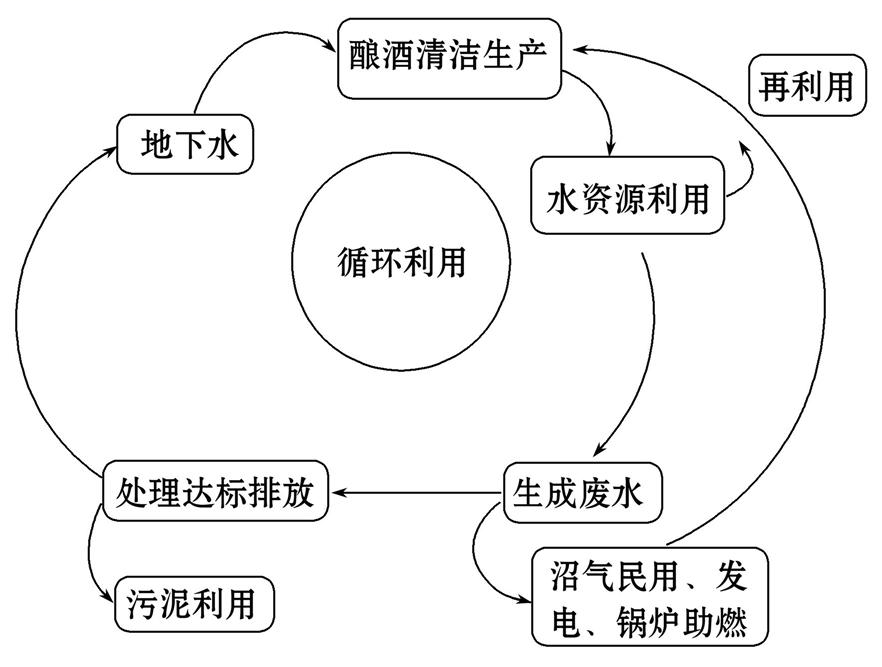 酿酒清洁生产
再利用
地下水
水资源利用
循环利用
处理达标排放
生成废水
沼气民用、发
电、锅炉助燃
污泥利用